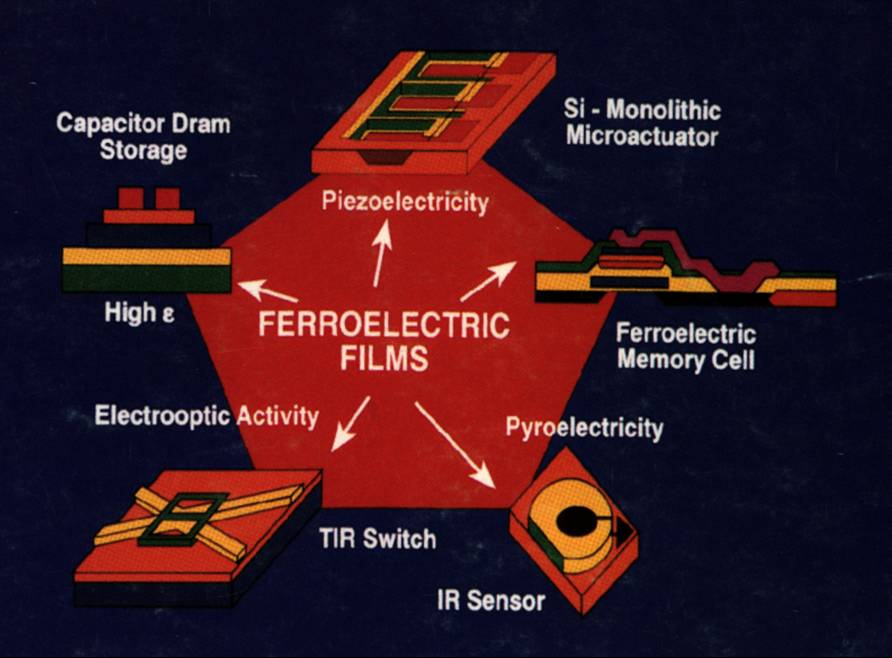 Capacitor Dram
Storage
Si - Monolithic
Microactuator
Piezoelectricity
High ε
FERROELECTRIC
FILMS
Ferroelectric
Memory Cell
Electrooptic Activity
Pyroelectricity
TIR Switch
IR Sensor